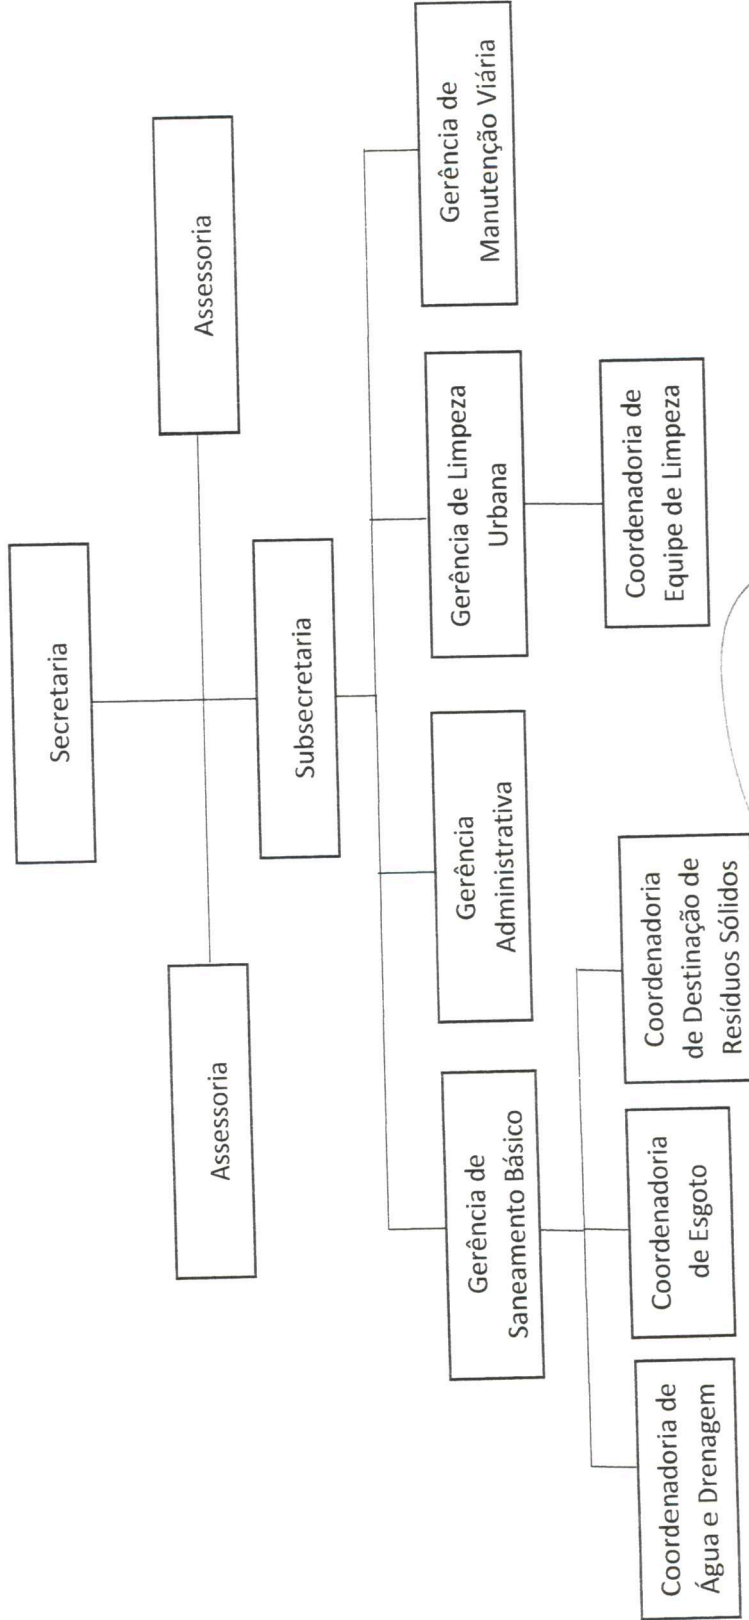 Secretaria
Assessoria
Assessoria
Subsecretaria
Gerência de
Saneamento Básico
Gerência
Administrativa
Gerência de Limpeza
Urbana
Gerência de
Manutenção Viária
Coordenadoria de
Água e Drenagem
Coordenadoria
de Esgoto
Coordenadoria
de Destinação de
Resíduos Sólidos
Coordenadoria de
Equipe de Limpeza